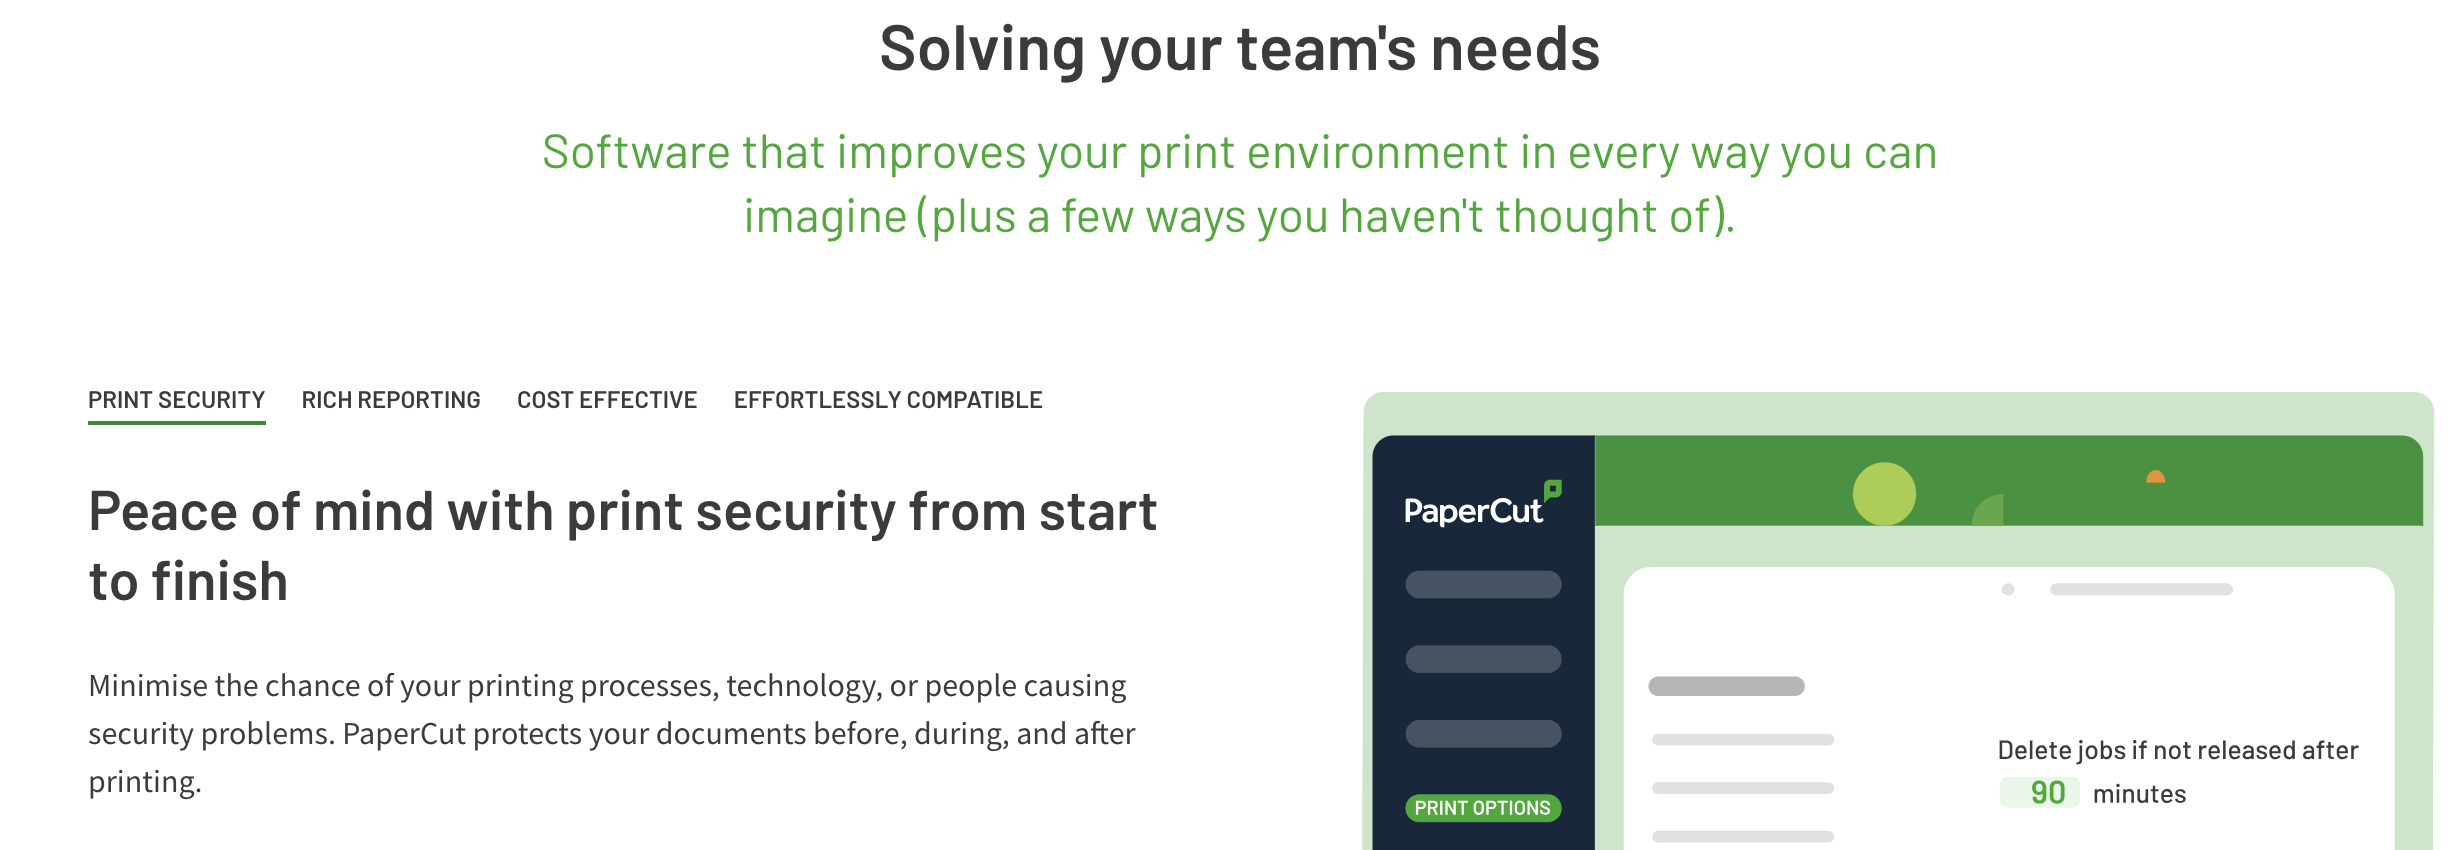 Solving your team's needs
Software that improves your print environment in every way you can
imagine (plus a few ways you haven't thought of).
PRINT SECURITY RICH REPORTING COST EFFECTIVE EFFORTLESSLY COMPATIBLE
Peace of mind with print security from start
to finish
Minimise the chance of your printing processes, technology, or people causing
security problems. PaperCut protects your documents before, during, and after
printing.
PaperCut
PRINT OPTIONS
Delete jobs if not released after
90 minutes